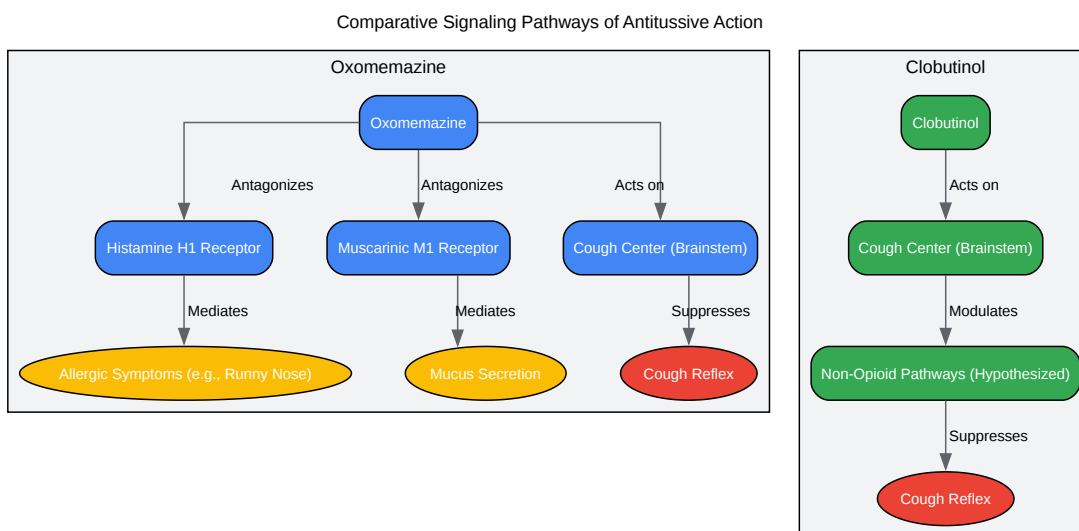 Comparative Signaling Pathways of Antitussive Action
Oxomemazine
Oxomemazine
Antagonizes
Antagonizes
Acts on
Histamine H1 Receptor
Muscarinic M1 Receptor
Cough Center (Brainstem)
Mediates
Mediates
Suppresses
Allergic Symptoms (e.g., Runny Nose)
Mucus Secretion
Cough Reflex
Clobutinol
Clobutinol
Acts on
Cough Center (Brainstem)
Modulates
Non-Opioid Pathways (Hypothesized)
Suppresses
Cough Reflex